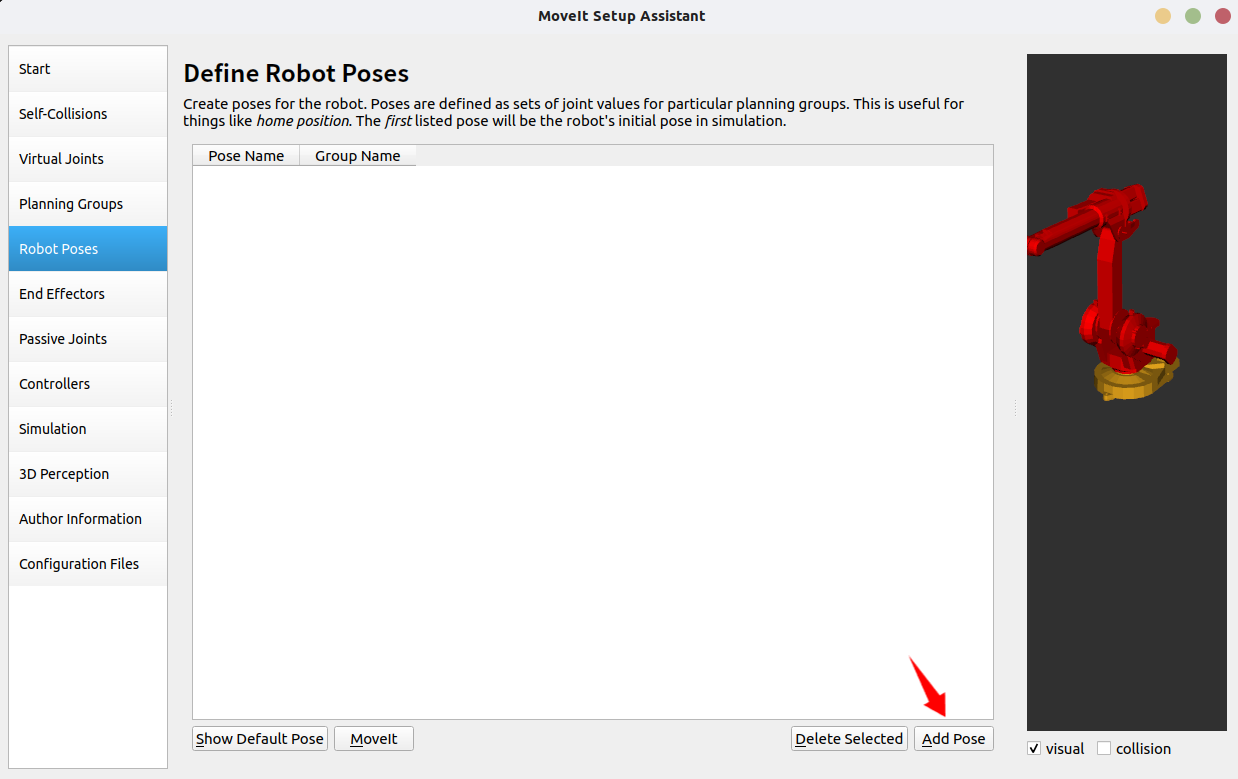 MoveIt Setup Assistant
Start
Self-Collisions
Virtual Joints
Planning Groups
Robot Poses
End Effectors
Passive Joints
Controllers
Simulation
3D Perception
Author Information
Configuration Files
Define Robot Poses
Create poses for the robot. Poses are defined as sets of joint values for particular planning groups. This is useful for
things like home position. The first listed pose will be the robot's initial pose in simulation.
Pose Name Group Name
Show Default Pose MoveIt Delete Selected Add Pose
visual collision